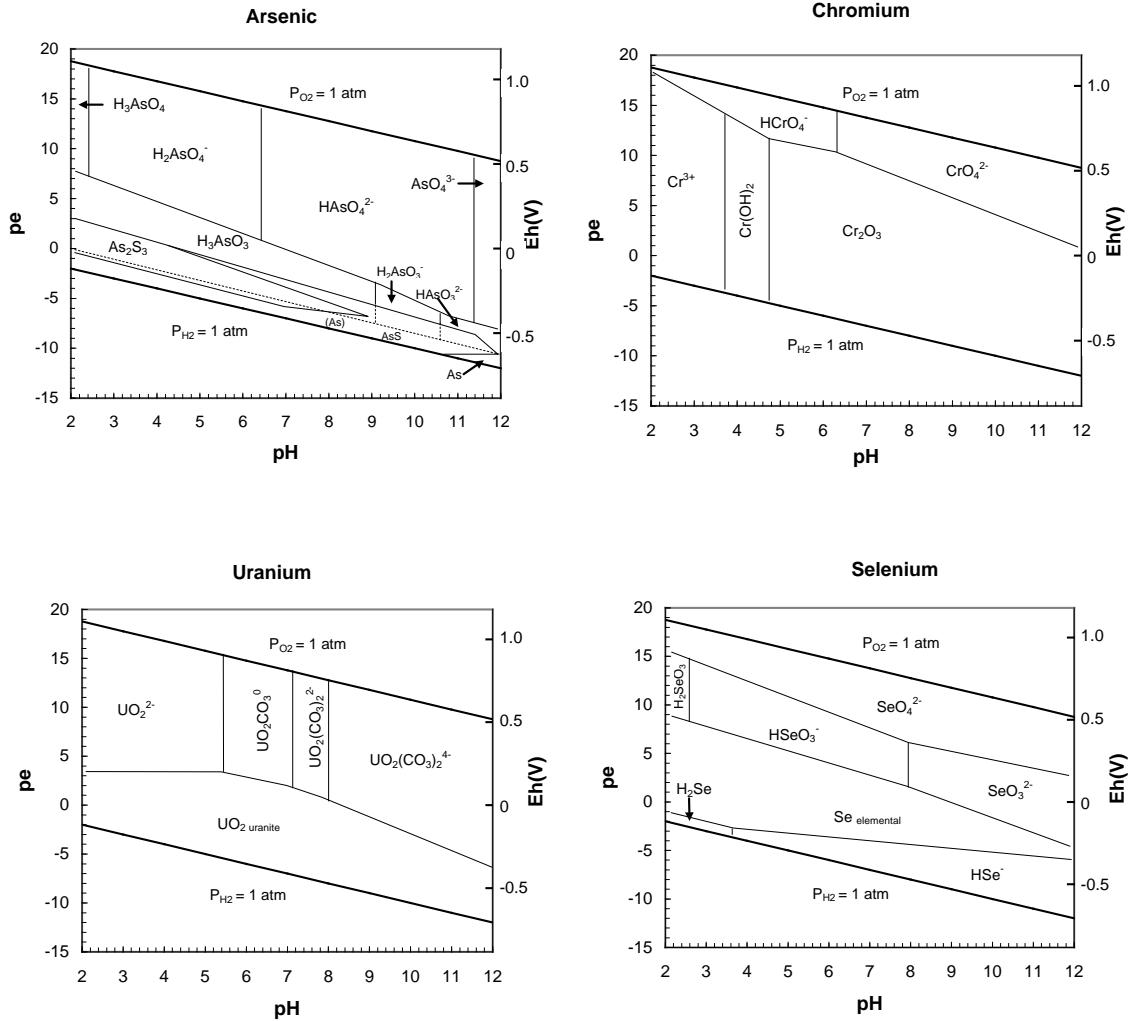 Arsenic
20
15
10
5
0
-5
-10
-15
pe
2 3 4 5 6 7 8 9 10 11 12
pH
1.0
0.5
0
-0.5
Eh(V)
P_O2 = 1 atm
H₃AsO₄
H₂AsO₄⁻
AsO₄³⁻
HAsO₄²⁻
H₃AsO₃
As₂S₃
H₂AsO₃⁻
HAsO₃²⁻
(As)
AsS
P_H2 = 1 atm
As
Chromium
20
15
10
5
0
-5
-10
-15
pe
2 3 4 5 6 7 8 9 10 11 12
pH
1.0
0.5
0
-0.5
Eh(V)
P_O2 = 1 atm
HCrO₄⁻
CrO₄²⁻
Cr³⁺
Cr(OH)₂
Cr₂O₃
P_H2 = 1 atm
Uranium
20
15
10
5
0
-5
-10
-15
pe
2 3 4 5 6 7 8 9 10 11 12
pH
1.0
0.5
0
-0.5
Eh(V)
P_O2 = 1 atm
UO₂²⁻
UO₂CO₃⁰
UO₂(CO₃)₂²⁻
UO₂(CO₃)₂⁴⁻
UO₂ uranite
P_H2 = 1 atm
Selenium
20
15
10
5
0
-5
-10
-15
pe
2 3 4 5 6 7 8 9 10 11 12
pH
1.0
0.5
0
-0.5
Eh(V)
P_O2 = 1 atm
H₂SeO₃
SeO₄²⁻
HSeO₃⁻
SeO₃²⁻
H₂Se
Se elemental
HSe⁻
P_H2 = 1 atm